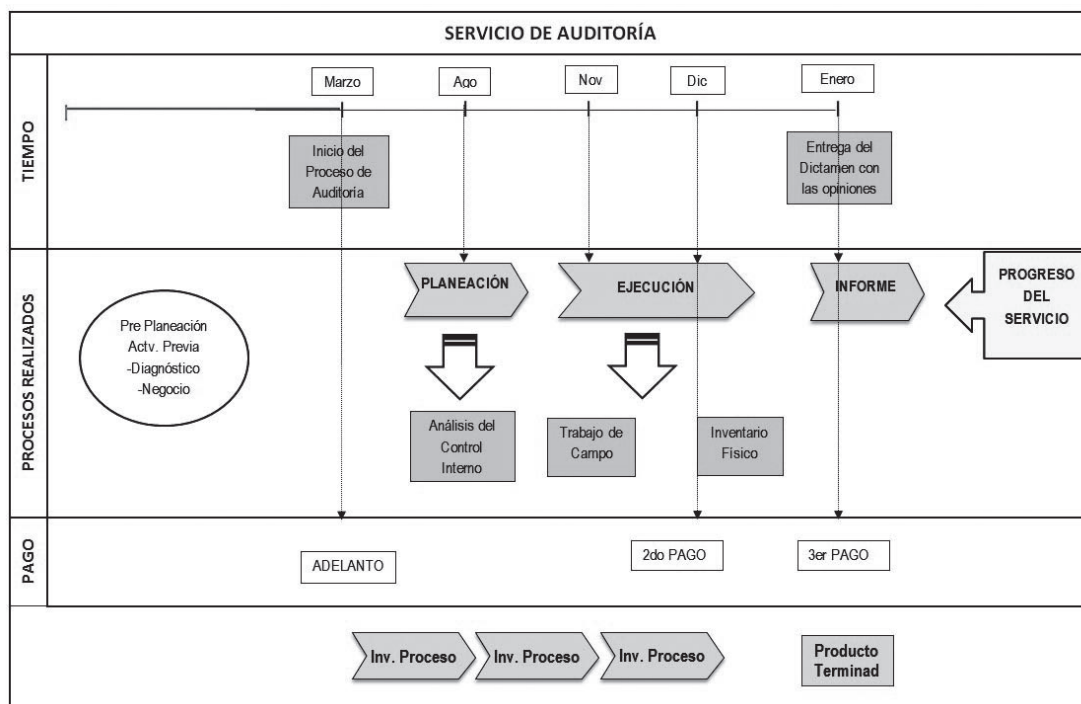 SERVICIO DE AUDITORÍA
TIEMPO
Marzo
Ago
Nov
Dic
Enero
Inicio del
Proceso de
Auditoría
Entrega del
Dictamen con
las opiniones
PROCESOS REALIZADOS
Pre Planeación
Actv. Previa
-Diagnóstico
-Negocio
PLANEACIÓN
EJECUCIÓN
INFORME
PROGRESO
DEL
SERVICIO
Análisis del
Control
Interno
Trabajo de
Campo
Inventario
Físico
PAGO
ADELANTO
2do PAGO
3er PAGO
Inv. Proceso
Inv. Proceso
Inv. Proceso
Producto
Terminad